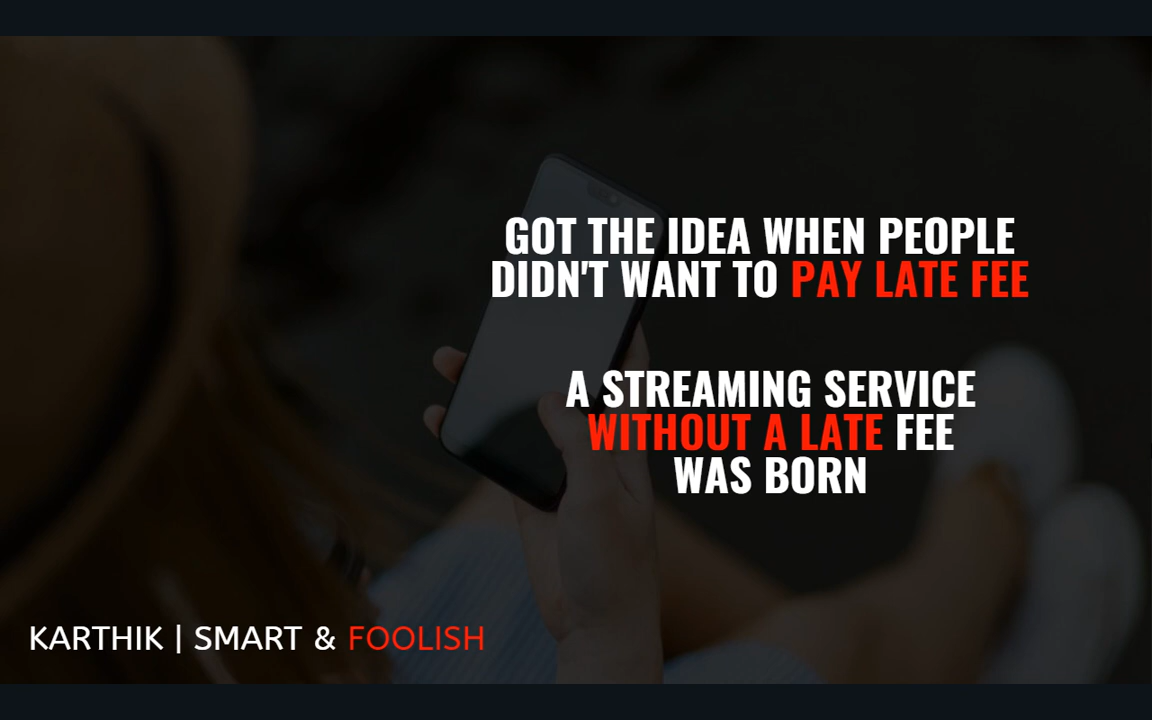 GOT THE IDEA WHEN PEOPLE
DIDN'T WANT TO PAY LATE FEE
A STREAMING SERVICE
WITHOUT A LATE FEE
WAS BORN
KARTHIK | SMART & FOOLISH